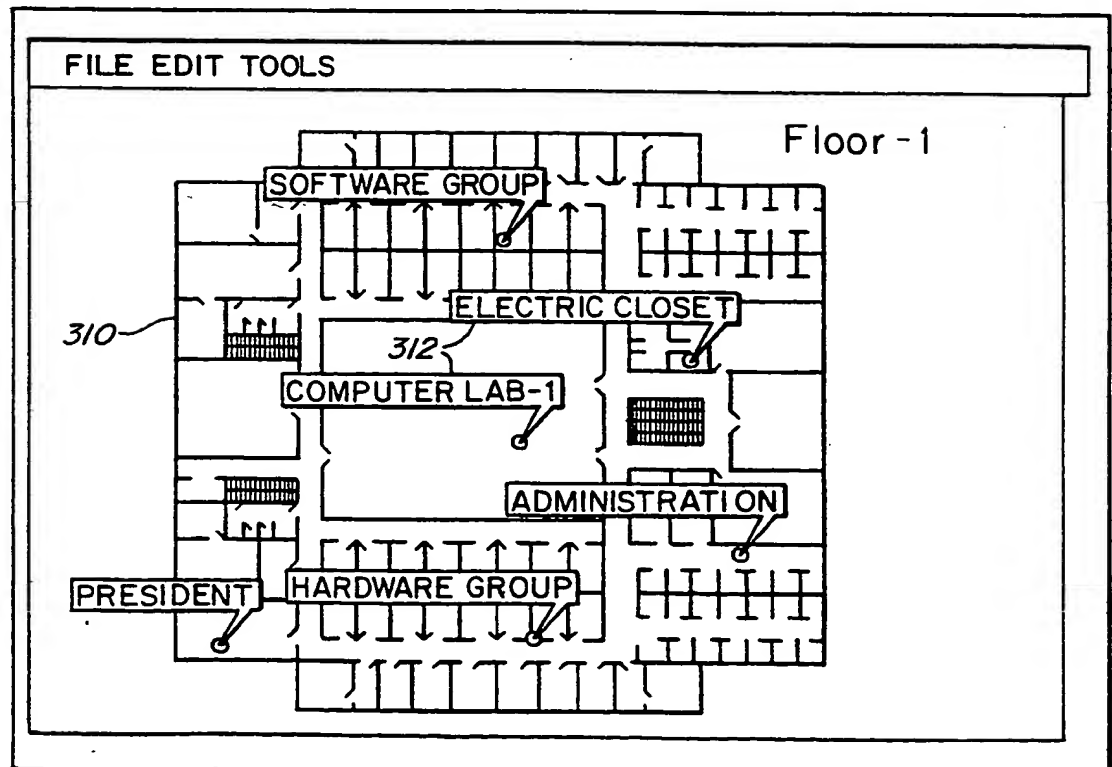 FILE EDIT TOOLS
Floor-1
SOFTWARE GROUP
ELECTRIC CLOSET
310
312
COMPUTER LAB-1
ADMINISTRATION
HARDWARE GROUP
PRESIDENT